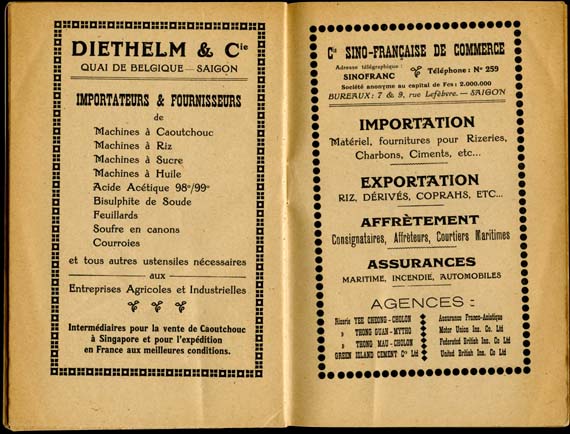 DIETHELM & Cie
QUAI DE BELGIQUE — SAIGON
IMPORTATEURS & FOURNISSEURS
de
Machines à Caoutchouc
Machines à Riz
Machines à Sucre
Machines à Huile
Acide Acétique 98°/99°
Bisulphite de Soude
Feuillards
Soufre en canons
Courroies
et tous autres ustensiles nécessaires
aux
Entreprises Agricoles et Industrielles
Intermédiaires pour la vente de Caoutchouc
à Singapore et pour l'expédition
en France aux meilleures conditions.
Cie SINO-FRANÇAISE DE COMMERCE
Adresse télégraphique :
SINOFRANC
Téléphone : No 259
Société anonyme au capital de Fcs : 2.000.000
BUREAUX : 7 & 9, rue Lefèbvre. — SAIGON
IMPORTATION
Matériel, fournitures pour Rizeries,
Charbons, Ciments, etc...
EXPORTATION
RIZ, DÉRIVÉS, COPRAHS, ETC...
AFFRÈTEMENT
Consignataires, Affréteurs, Courtiers Maritimes
ASSURANCES
MARITIME, INCENDIE, AUTOMOBILES
AGENCES :
Rizerie YEE CHEONG - CHOLON
» THONG GUAN - MYTHO
» THONG MAU - CHOLON
GREEN ISLAND CEMENT Co Ltd
Assurance Franco-Asiatique
Motor Union Ins. Co Ltd
Federated British Ins. Co Ltd
United British Ins. Co Ltd